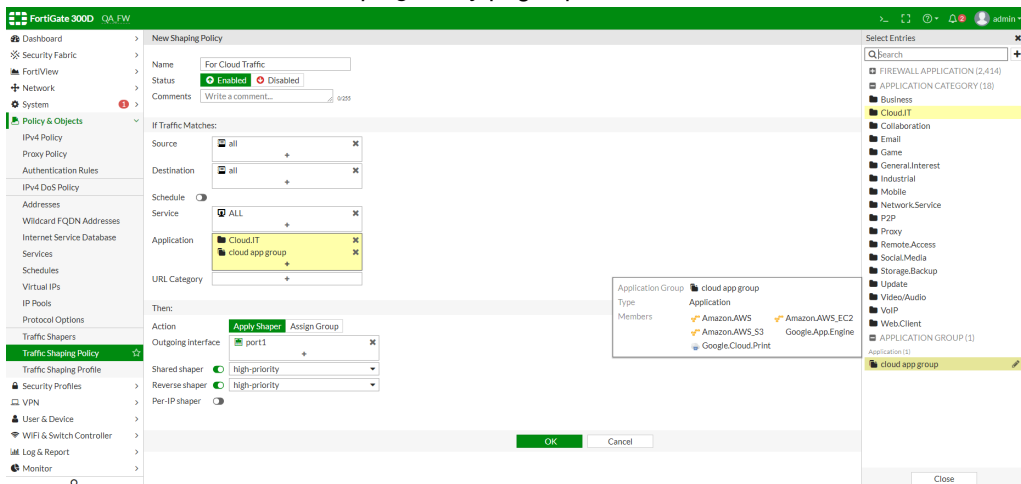 FortiGate 300D QA_FW
>_ 2 admin
Dashboard
Security Fabric
FortiView
Network
System 1
Policy & Objects
IPv4 Policy
Proxy Policy
Authentication Rules
IPv4 DoS Policy
Addresses
Wildcard FQDN Addresses
Internet Service Database
Services
Schedules
Virtual IPs
IP Pools
Protocol Options
Traffic Shapers
Traffic Shaping Policy
Traffic Shaping Profile
Security Profiles
VPN
User & Device
WiFi & Switch Controller
Log & Report
Monitor
New Shaping Policy
Name For Cloud Traffic
Status Enabled Disabled
Comments Write a comment... 0/255
If Traffic Matches:
Source all
+
Destination all
+
Schedule
Service ALL
+
Application Cloud.IT
cloud app group
+
URL Category +
Then:
Action Apply Shaper Assign Group
Outgoing interface port1
+
Shared shaper high-priority
Reverse shaper high-priority
Per-IP shaper
OK Cancel
Application Group cloud app group
Type Application
Members Amazon.AWS Amazon.AWS_EC2
Amazon.AWS_S3 Google.App.Engine
Google.Cloud.Print
Select Entries
Search +
FIREWALL APPLICATION (2,414)
APPLICATION CATEGORY (18)
Business
Cloud.IT
Collaboration
Email
Game
General.Interest
Industrial
Mobile
Network.Service
P2P
Proxy
Remote.Access
Social.Media
Storage.Backup
Update
Video/Audio
VoIP
Web.Client
APPLICATION GROUP (1)
Application (1)
cloud app group
Close